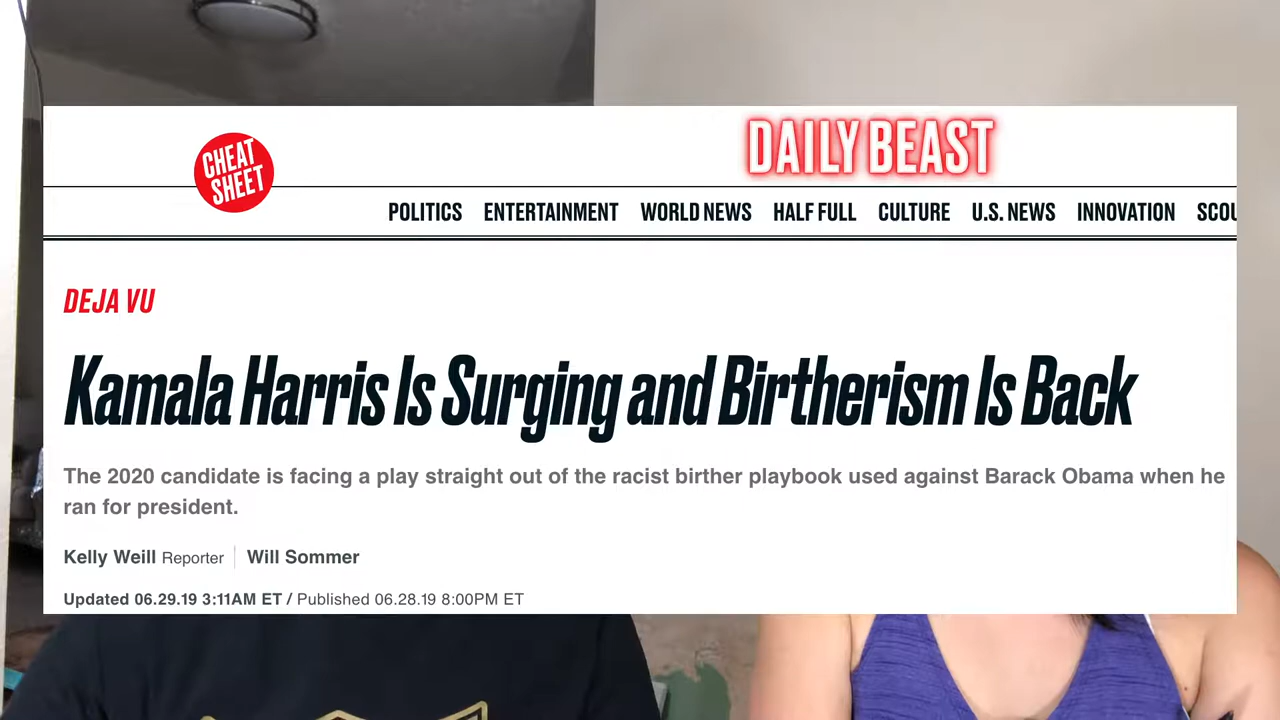 CHEAT
SHEET
DAILY BEAST
POLITICS ENTERTAINMENT WORLD NEWS HALF FULL CULTURE U.S. NEWS INNOVATION
DEJA VU
Kamala Harris Is Surging and Birtherism Is Back
The 2020 candidate is facing a play straight out of the racist birther playbook used against Barack Obama when he
ran for president.
Kelly Weill Reporter Will Sommer
Updated 06.29.19 3:11AM ET / Published 06.28.19 8:00PM ET